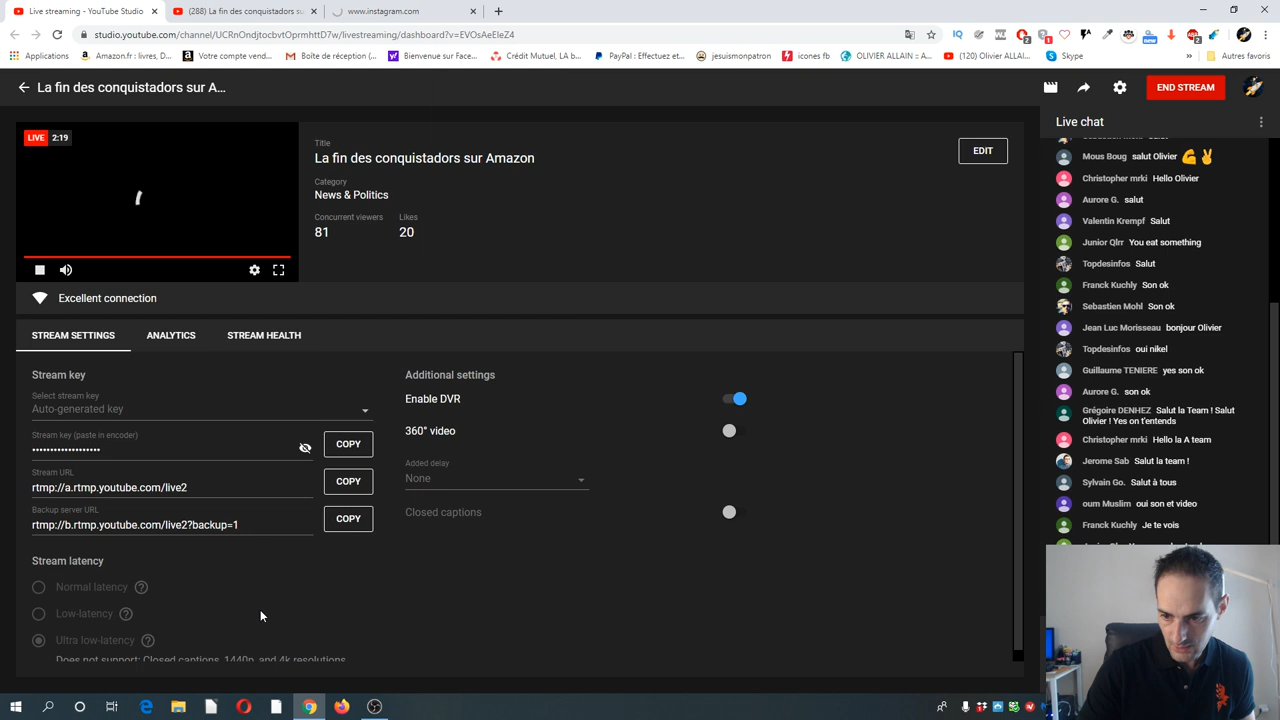 Live streaming - YouTube Studio
(288) La fin des conquistadors su
www.instagram.com
studio.youtube.com/channel/UCRnOndjtocbvtOprmhttD7w/livestreaming/dashboard?v=EVOsAeEleZ4
Applications
Amazon.fr : livres, D...
Votre compte vend...
Boîte de réception (...
Bienvenue sur Face...
Crédit Mutuel, LA b...
PayPal : Effectuez et...
jesuismonpatron
icones fb
OLIVIER ALLAIN :: A...
(120) Olivier ALLAI...
Skype
»
Autres favoris
La fin des conquistadors sur A...
END STREAM
LIVE 2:19
Title
La fin des conquistadors sur Amazon
EDIT
Category
News & Politics
Concurrent viewers Likes
81 20
Excellent connection
STREAM SETTINGS ANALYTICS STREAM HEALTH
Stream key
Select stream key
Auto-generated key
Stream key (paste in encoder)
•••••••••••••••••••
COPY
Stream URL
rtmp://a.rtmp.youtube.com/live2
COPY
Backup server URL
rtmp://b.rtmp.youtube.com/live2?backup=1
COPY
Stream latency
Normal latency
Low-latency
Ultra low-latency
Does not support: Closed captions, 1440p, and 4k resolutions
Additional settings
Enable DVR
360° video
Added delay
None
Closed captions
Live chat
Mous Boug salut Olivier 💪✌
Christopher mrki Hello Olivier
Aurore G. salut
Valentin Krempf Salut
Junior Qlrr You eat something
Topdesinfos Salut
Franck Kuchly Son ok
Sebastien Mohl Son ok
Jean Luc Morisseau bonjour Olivier
Topdesinfos oui nikel
Guillaume TENIERE yes son ok
Aurore G. son ok
Grégoire DENHEZ Salut la Team ! Salut
Olivier ! Yes on t'entends
Christopher mrki Hello la A team
Jerome Sab Salut la team !
Sylvain Go. Salut à tous
oum Muslim oui son et video
Franck Kuchly Je te vois